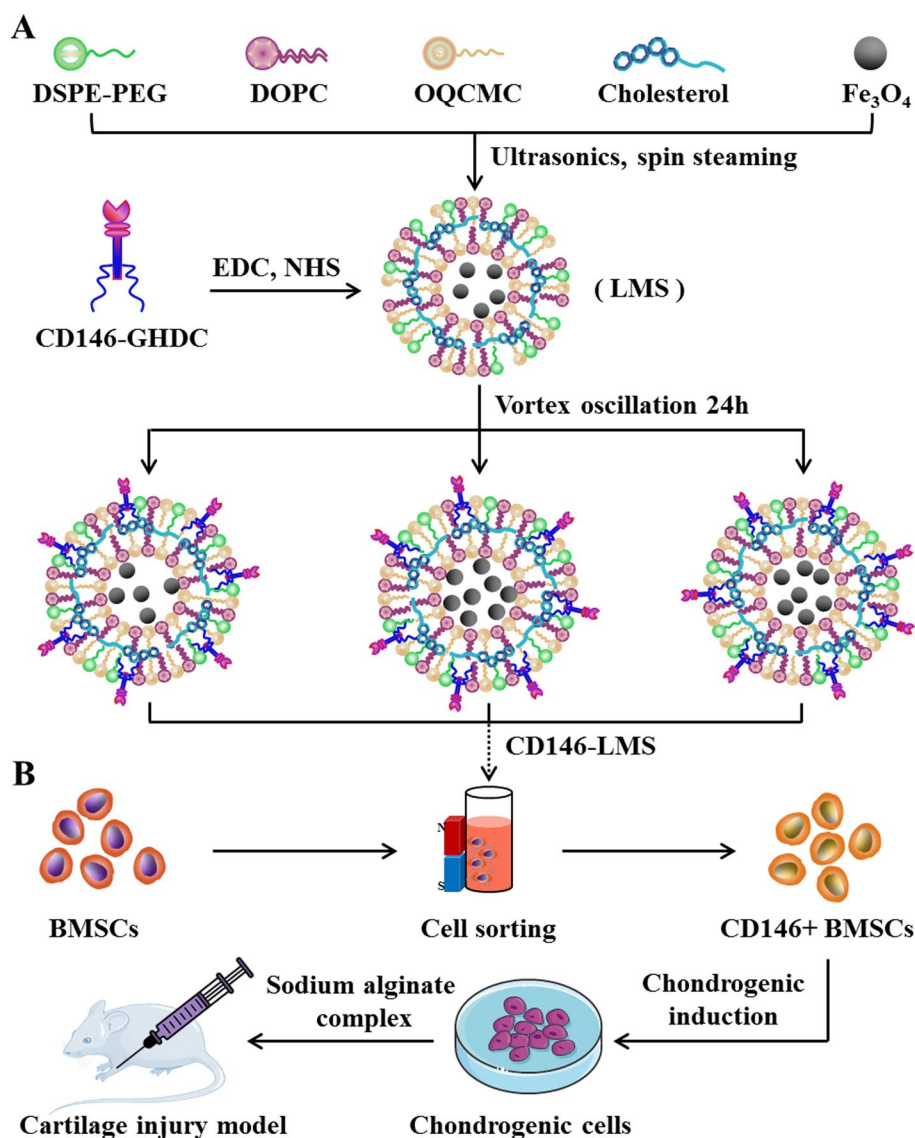 A
DSPE-PEG DOPC OQCMC Cholesterol Fe₃O₄
Ultrasonics, spin steaming
EDC, NHS
( LMS )
CD146-GHDC
Vortex oscillation 24h
CD146-LMS
B
N
S
BMSCs Cell sorting CD146+ BMSCs
Sodium alginate
complex
Chondrogenic
induction
Cartilage injury model Chondrogenic cells